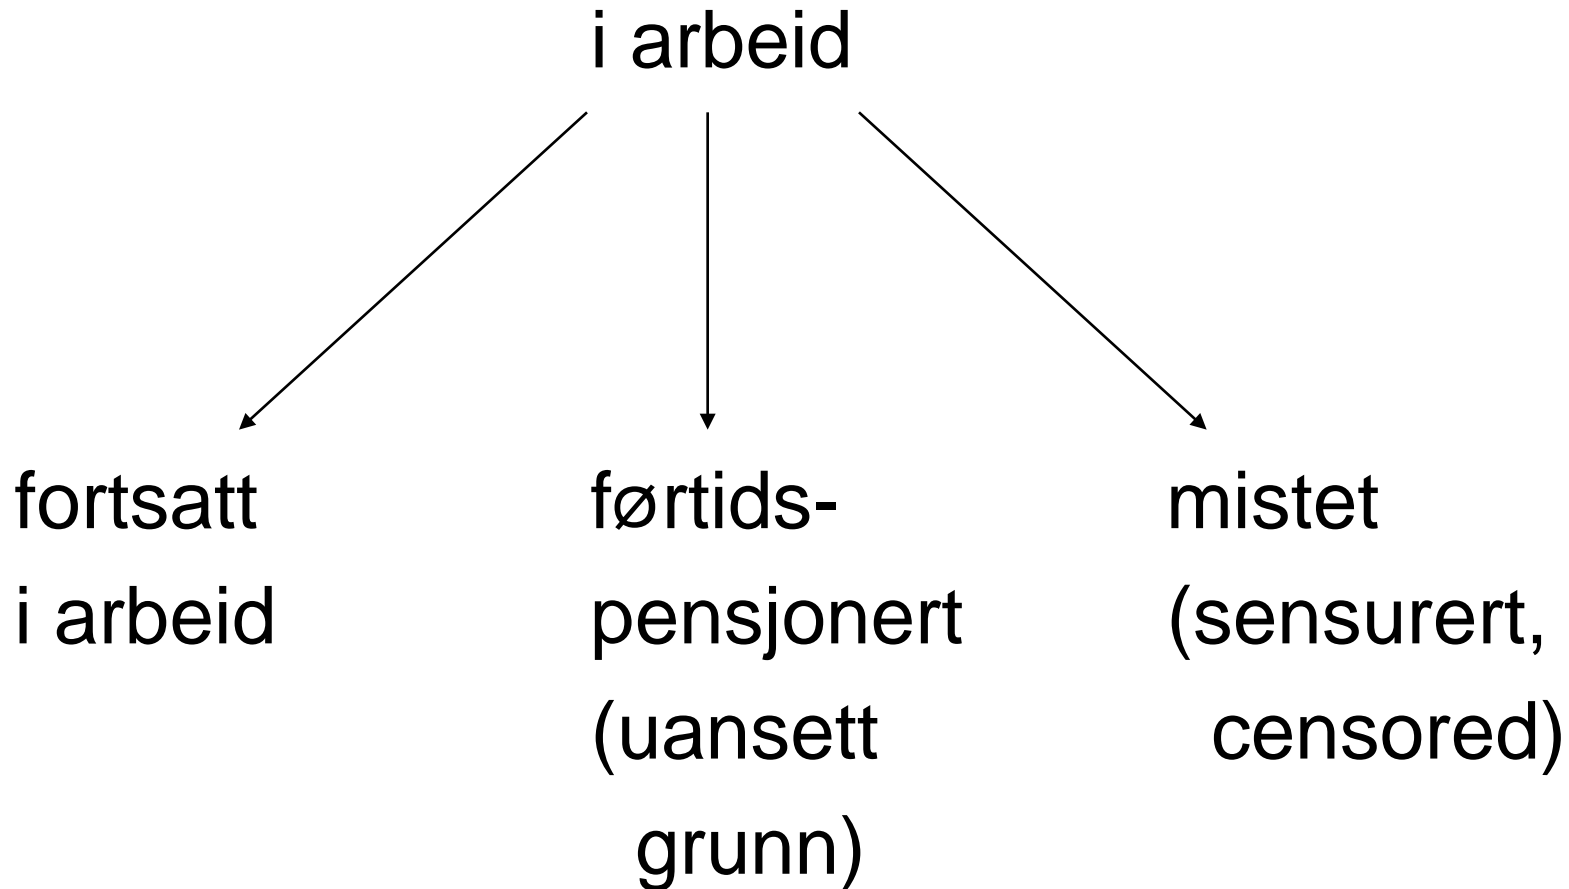 i arbeid
fortsatt
i arbeid
førtids-
pensjonert
(uansett
grunn)
mistet
(sensurert,
censored)